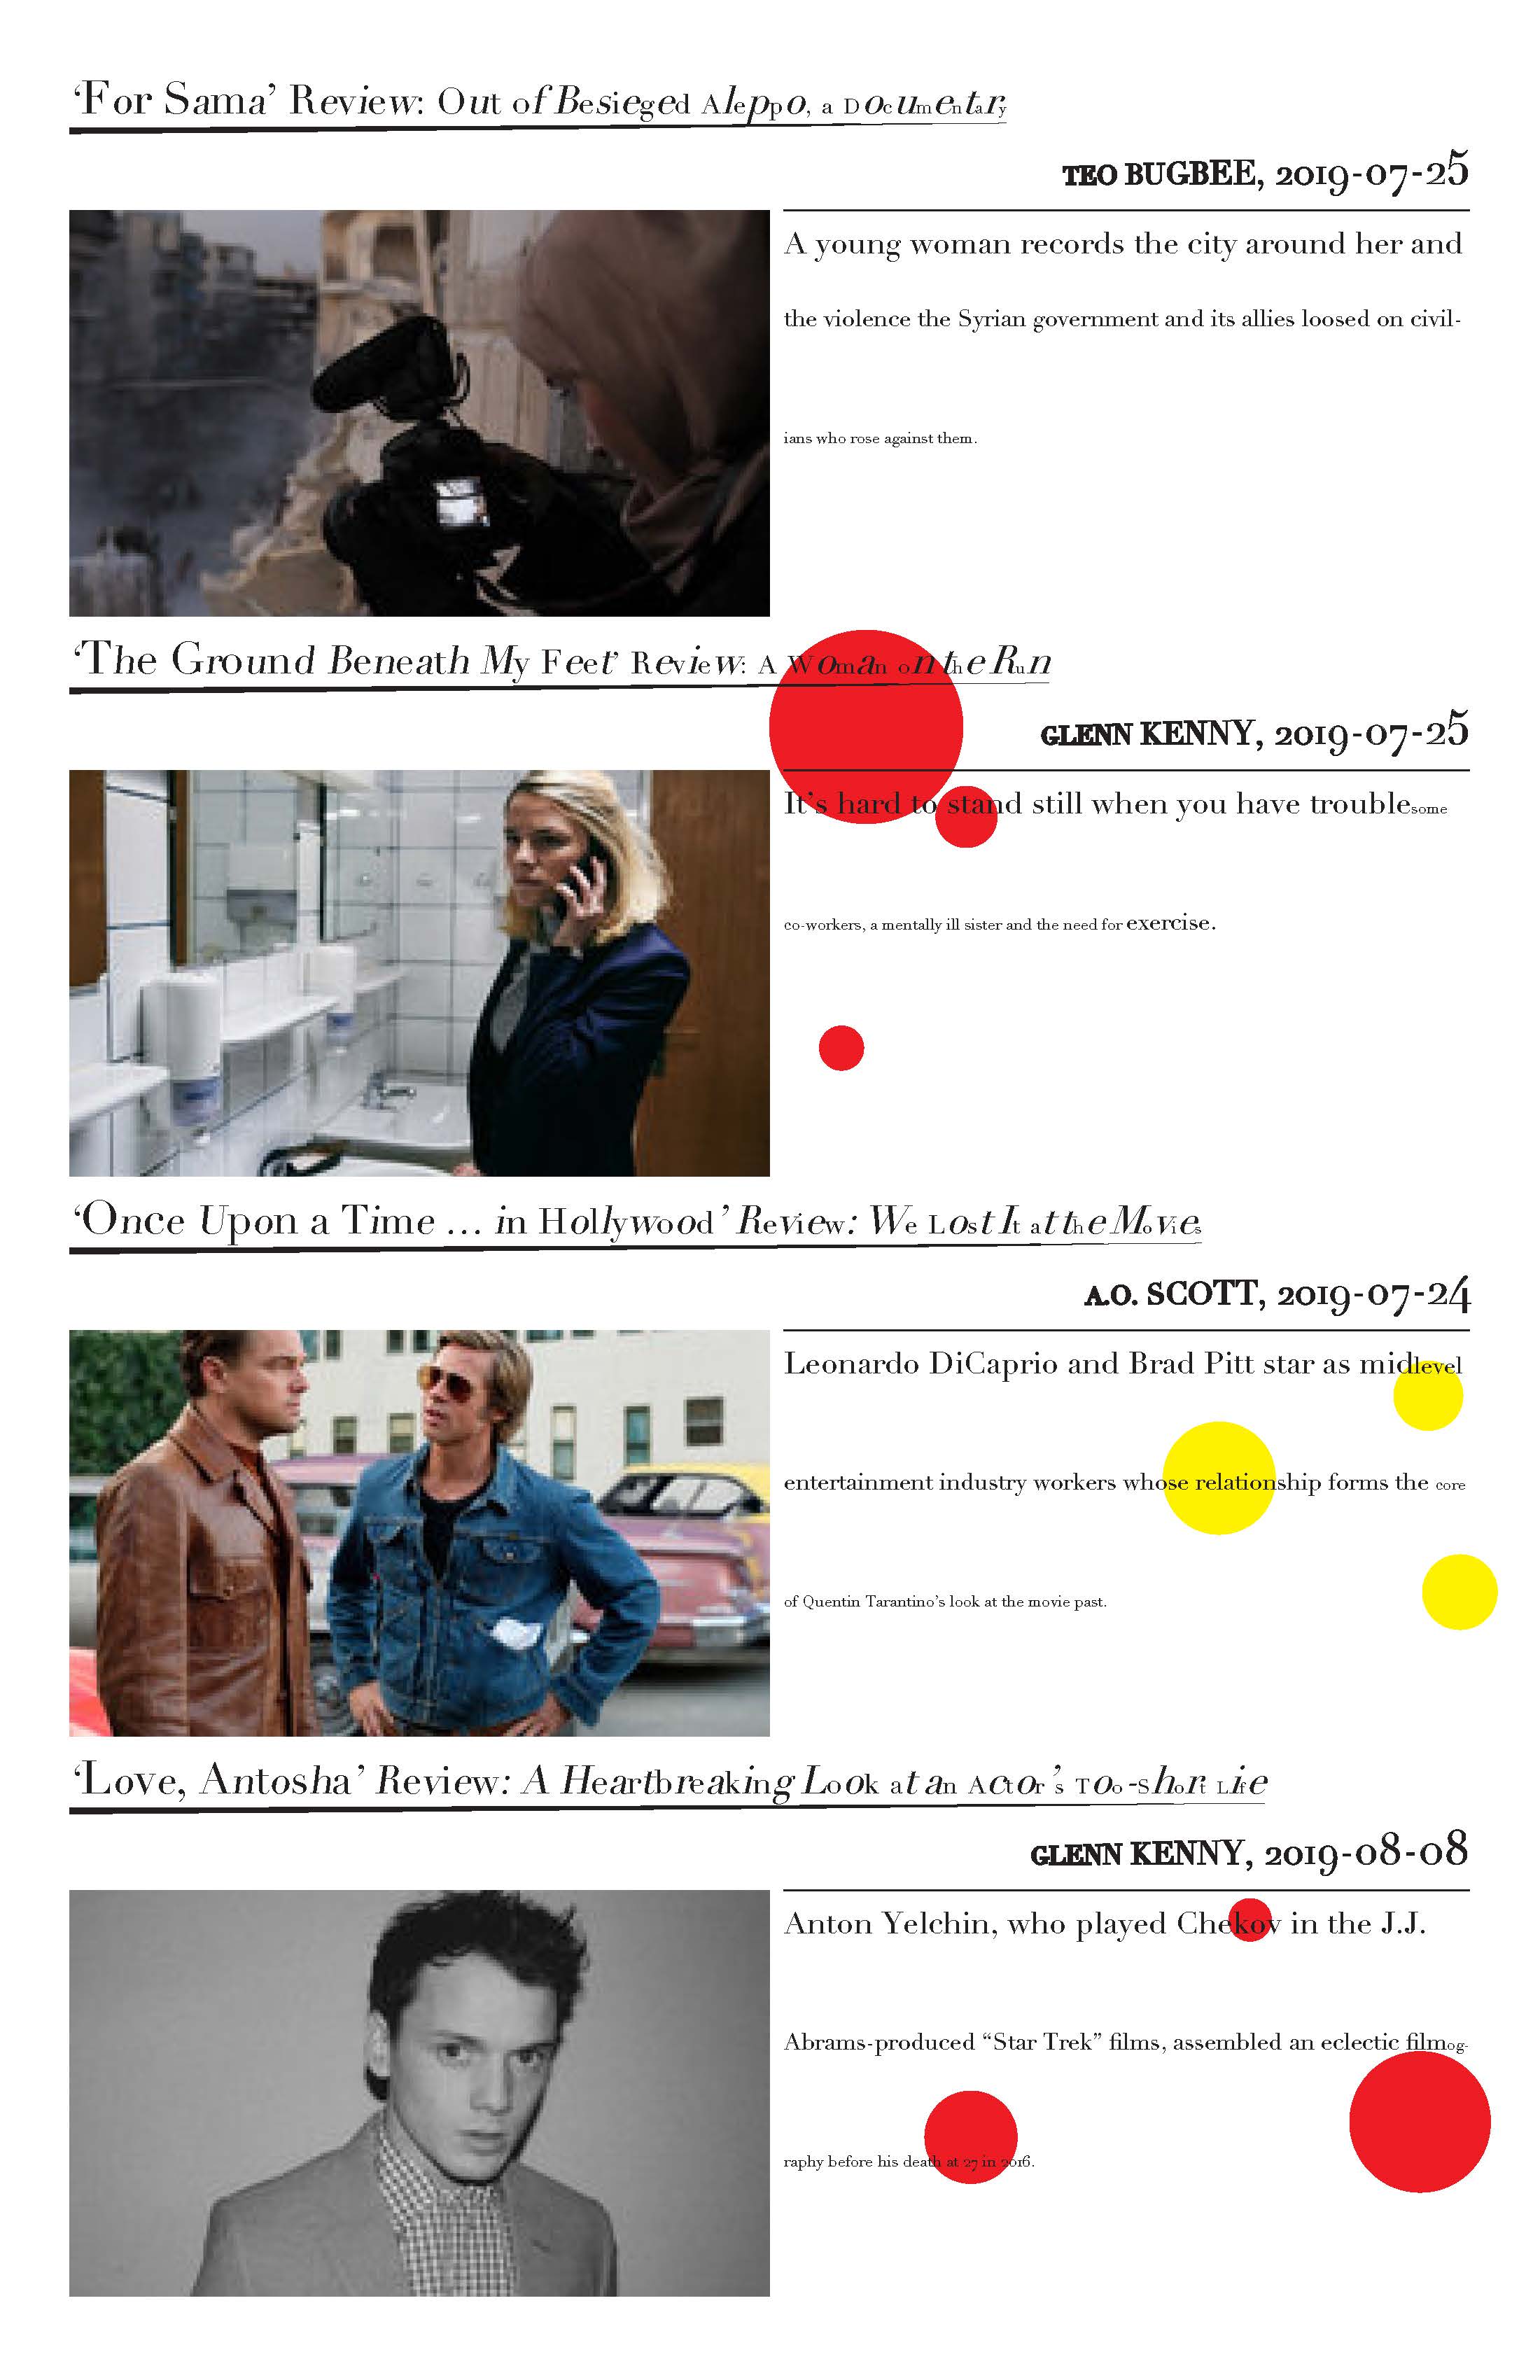 ‘For Sama’ Review: Out of Besieged Aleppo, a Documentary
TEO BUGBEE, 2019-07-25
A young woman records the city around her and
the violence the Syrian government and its allies loosed on civil-
ians who rose against them.
‘The Ground Beneath My Feet’ Review: A Woman on the Run
GLENN KENNY, 2019-07-25
It’s hard to stand still when you have troublesome
co-workers, a mentally ill sister and the need for exercise.
‘Once Upon a Time ... in Hollywood’ Review: We Lost It at the Movies
A.O. SCOTT, 2019-07-24
Leonardo DiCaprio and Brad Pitt star as midlevel
entertainment industry workers whose relationship forms the core
of Quentin Tarantino’s look at the movie past.
‘Love, Antosha’ Review: A Heartbreaking Look at an Actor’s Too-Short Life
GLENN KENNY, 2019-08-08
Anton Yelchin, who played Chekov in the J.J.
Abrams-produced “Star Trek” films, assembled an eclectic filmog-
raphy before his death at 27 in 2016.